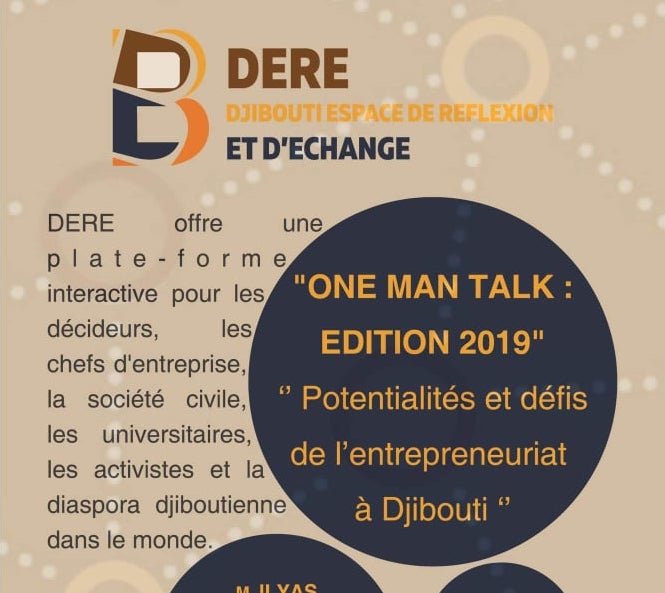 DERE
DJIBOUTI ESPACE DE REFLEXION
ET D'ECHANGE
DERE offre une
plate-forme
interactive pour les
décideurs, les
chefs d'entreprise,
la société civile,
les universitaires,
les activistes et la
diaspora djiboutienne
dans le monde.
"ONE MAN TALK :
EDITION 2019"
‘’ Potentialités et défis
de l’entrepreneuriat
à Djibouti ‘’
M. ILYAS